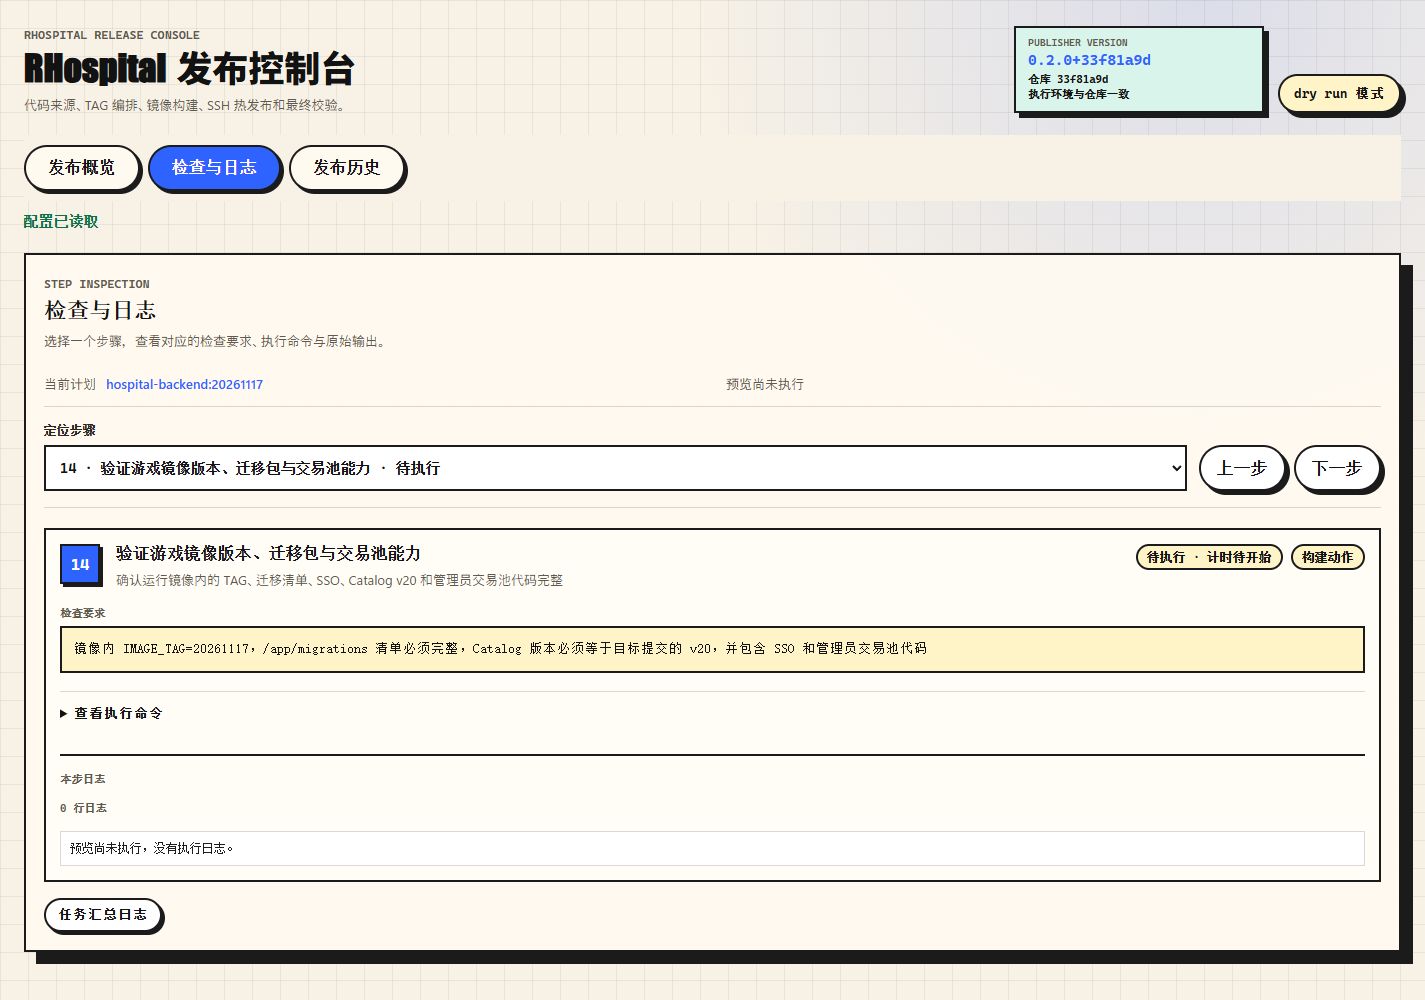 RHOSPITAL RELEASE CONSOLE
RHospital 发布控制台
代码来源、TAG 编排、镜像构建、SSH 热发布和最终校验。
PUBLISHER VERSION
0.2.0+33f81a9d
仓库 33f81a9d
执行环境与仓库一致
dry run 模式
发布概览
检查与日志
发布历史
配置已读取
STEP INSPECTION
检查与日志
选择一个步骤，查看对应的检查要求、执行命令与原始输出。
当前计划 hospital-backend:20261117
预览尚未执行
定位步骤
14 · 验证游戏镜像版本、迁移包与交易池能力 · 待执行
上一步
下一步
14
验证游戏镜像版本、迁移包与交易池能力
确认运行镜像内的 TAG、迁移清单、SSO、Catalog v20 和管理员交易池代码完整
待执行 · 计时待开始
构建动作
检查要求
镜像内 IMAGE_TAG=20261117，/app/migrations 清单必须完整，Catalog 版本必须等于目标提交的 v20，并包含 SSO 和管理员交易池代码
▶ 查看执行命令
本步日志
0 行日志
预览尚未执行，没有执行日志。
任务汇总日志